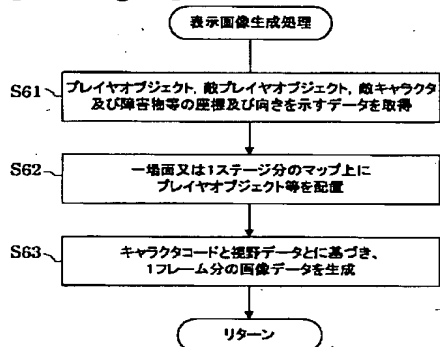 表示画像生成処理
S61
プレイヤオブジェクト, 敵プレイヤオブジェクト, 敵キャラクタ
及び障害物等の座標及び向きを示すデータを取得
S62
一場面又は1ステージ分のマップ上に
プレイヤオブジェクト等を配置
S63
キャラクタコードと視野データとに基づき、
1フレーム分の画像データを生成
リターン